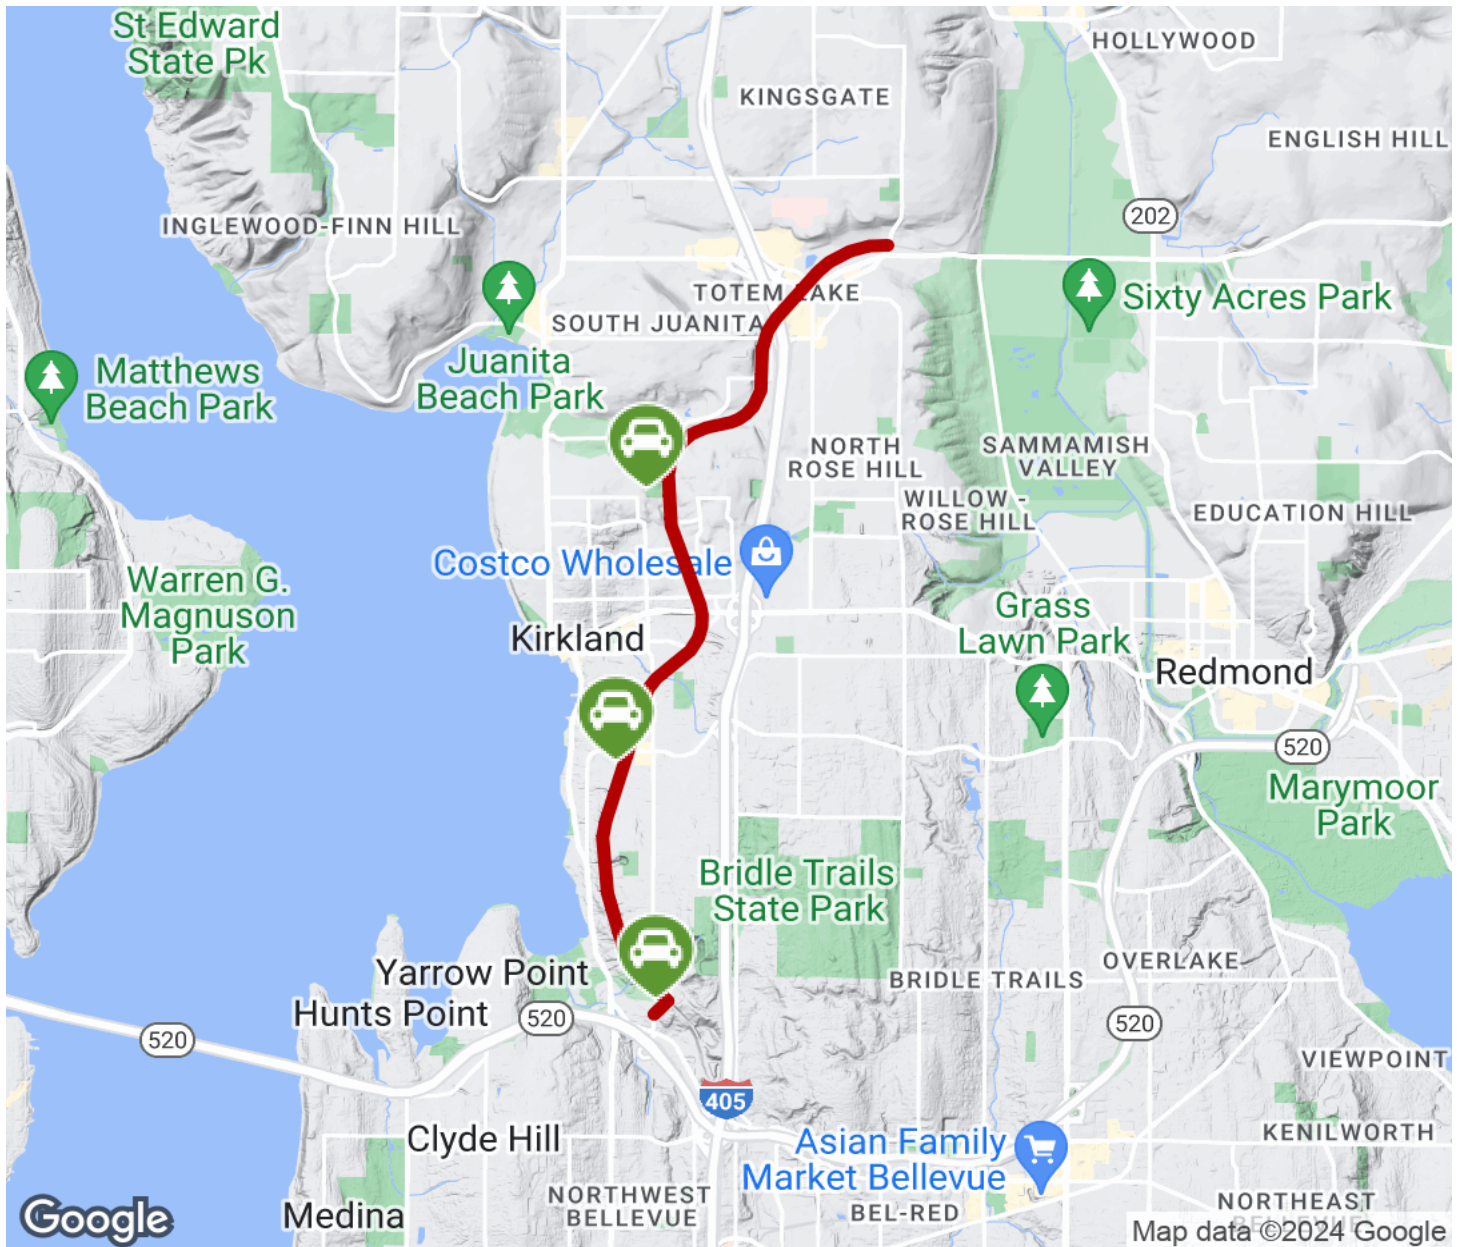 St Edward
State Pk
HOLLYWOOD
KINGSGATE
ENGLISH HILL
202
INGLEWOOD-FINN HILL
TOTEM LAKE
Sixty Acres Park
SOUTH JUANITA
Juanita
Beach Park
Matthews
Beach Park
NORTH
ROSE HILL
SAMMAMISH
VALLEY
WILLOW -
ROSE HILL
EDUCATION HILL
Costco Wholesale
Warren G.
Magnuson
Park
Grass
Lawn Park
Kirkland
Redmond
520
Marymoor
Park
Bridle Trails
State Park
Yarrow Point
BRIDLE TRAILS
OVERLAKE
Hunts Point
520
520
520
VIEWPOINT
405
Clyde Hill
Asian Family
Market Bellevue
KENILWORTH
NORTHWEST
BELLEVUE
BEL-RED
NORTHEAST
BELLEVUE
Medina
Google
Map data ©2024 Google